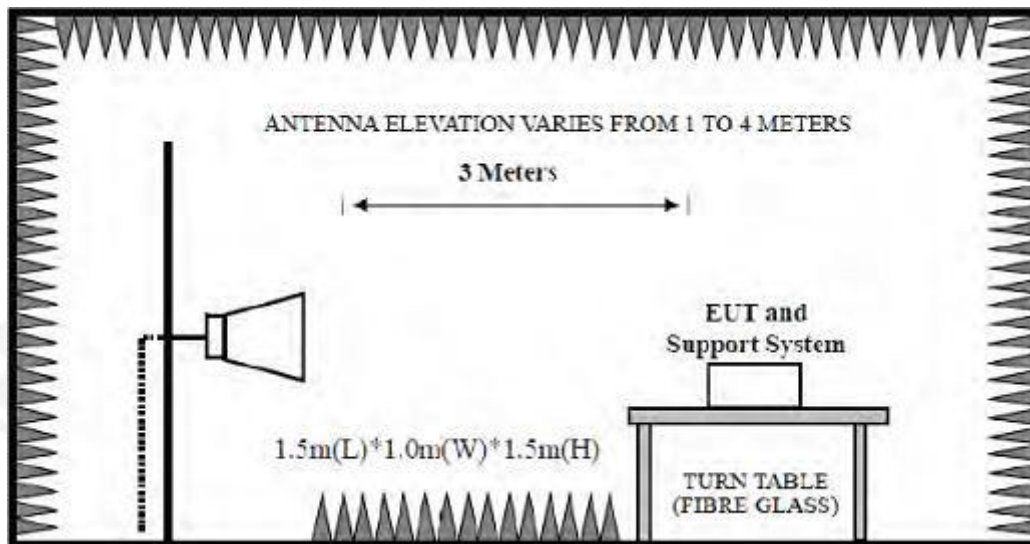 ANTENNA ELEVATION VARIES FROM 1 TO 4 METERS
3 Meters
EUT and
Support System
1.5m(L)*1.0m(W)*1.5m(H)
TURN TABLE
(FIBRE GLASS)